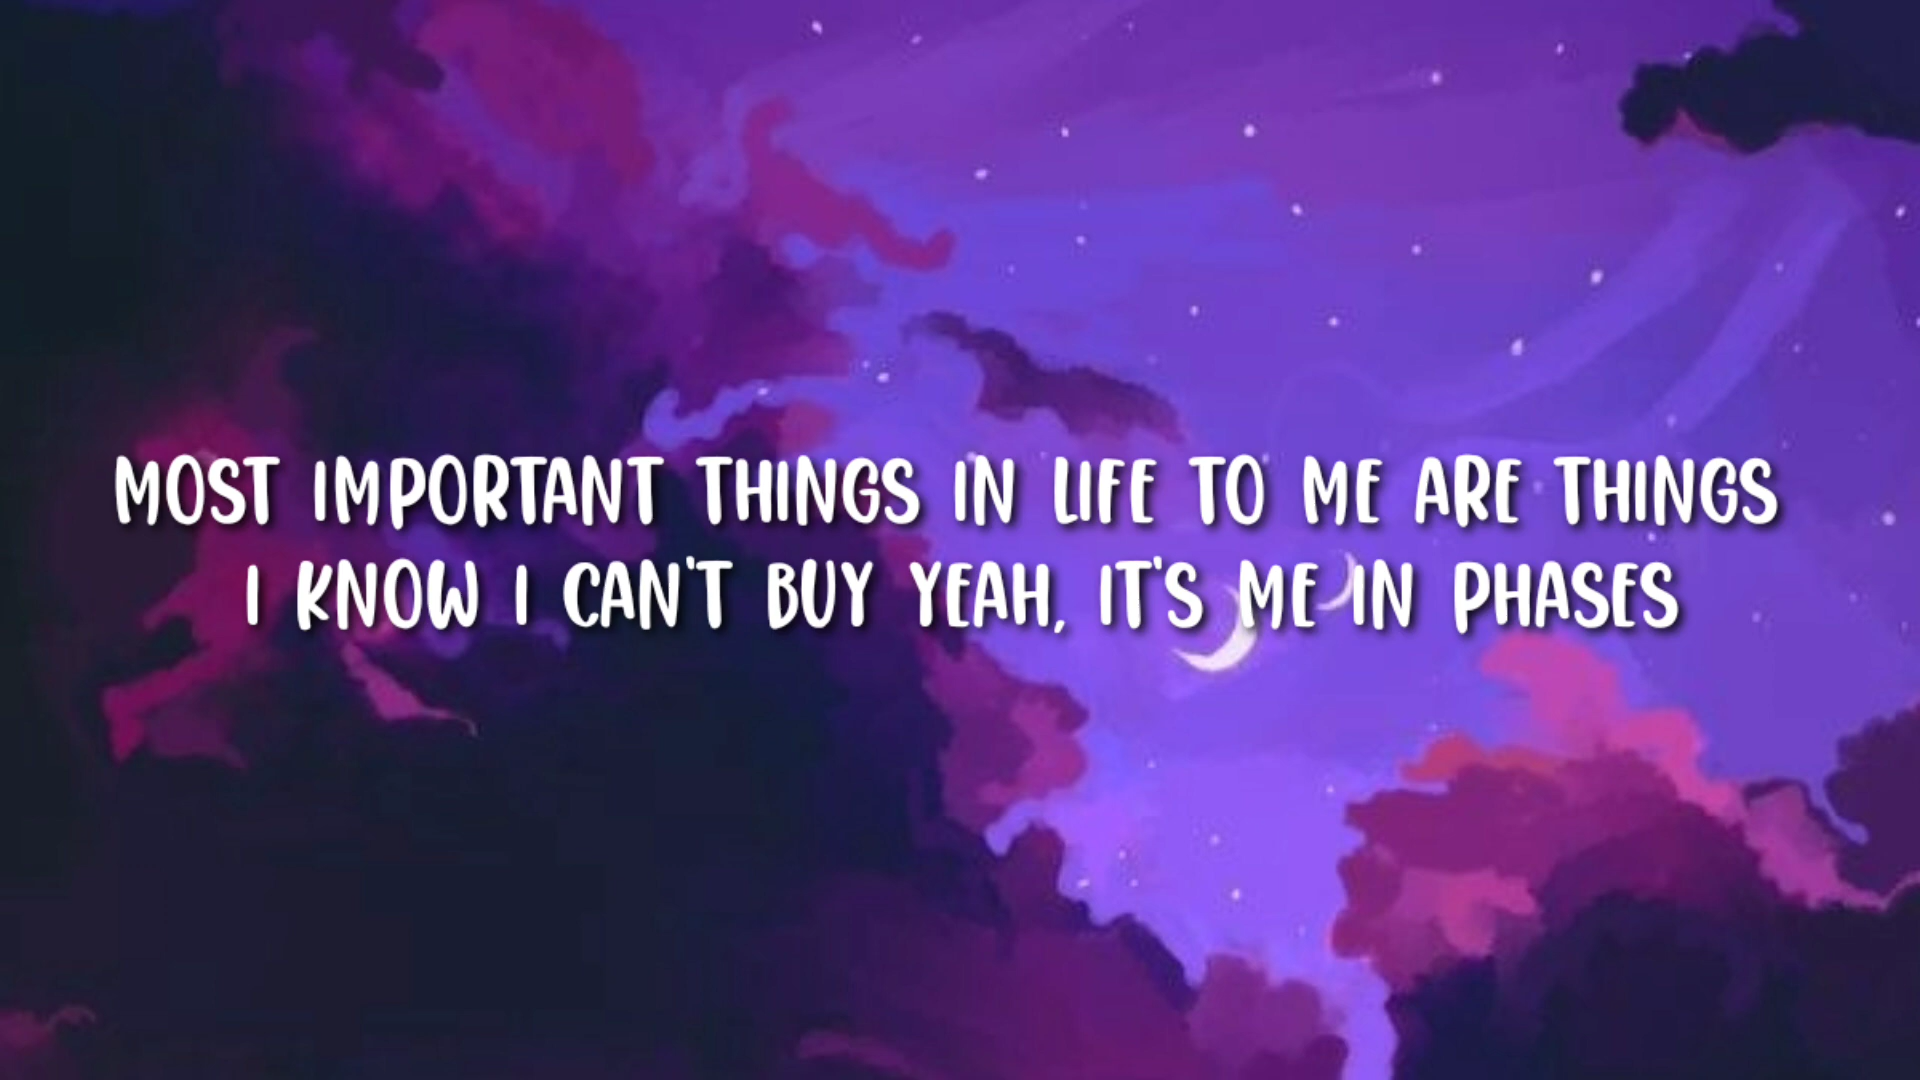 MOST IMPORTANT THINGS IN LIFE TO ME ARE THINGS
I KNOW I CAN'T BUY YEAH, IT'S ME IN PHASES